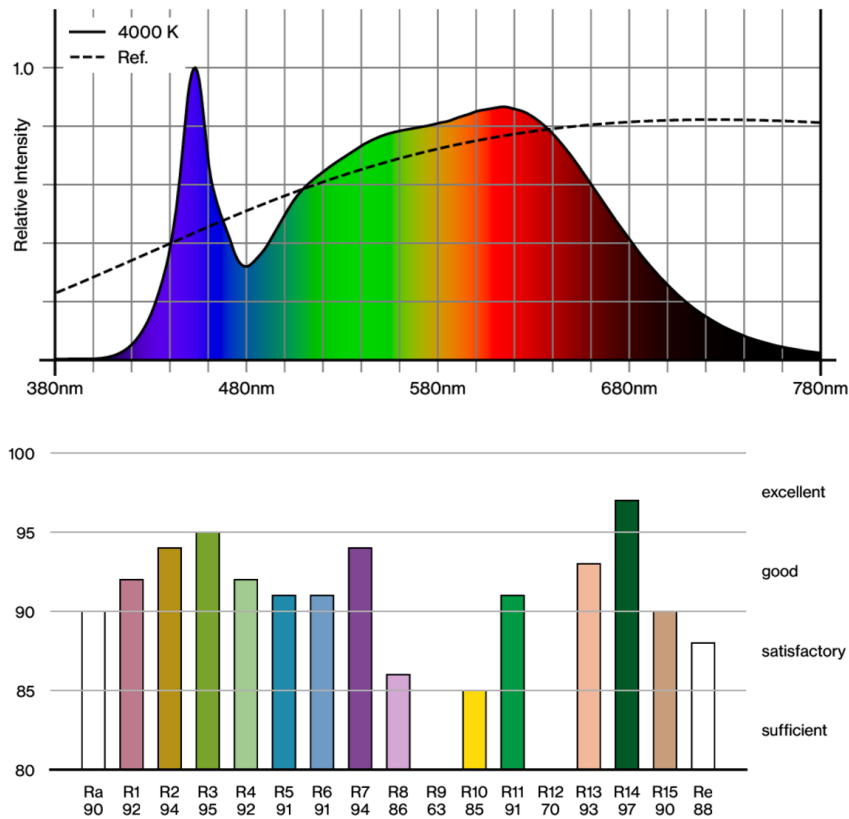 4000 K
Ref.
1.0
Relative Intensity
380nm 480nm 580nm 680nm 780nm
100
excellent
95
good
90
satisfactory
85
sufficient
80
Ra R1 R2 R3 R4 R5 R6 R7 R8 R9 R10 R11 R12 R13 R14 R15 Re
90 92 94 95 92 91 91 94 86 63 85 91 70 93 97 90 88